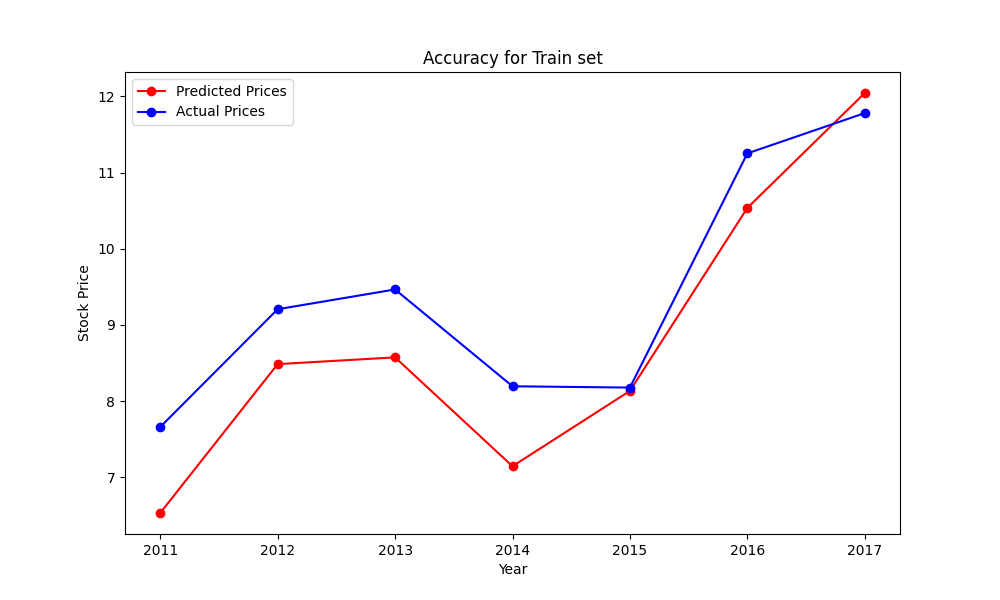 Accuracy for Train set
Predicted Prices
Actual Prices
12
11
10
9
8
7
Stock Price
2011 2012 2013 2014 2015 2016 2017
Year